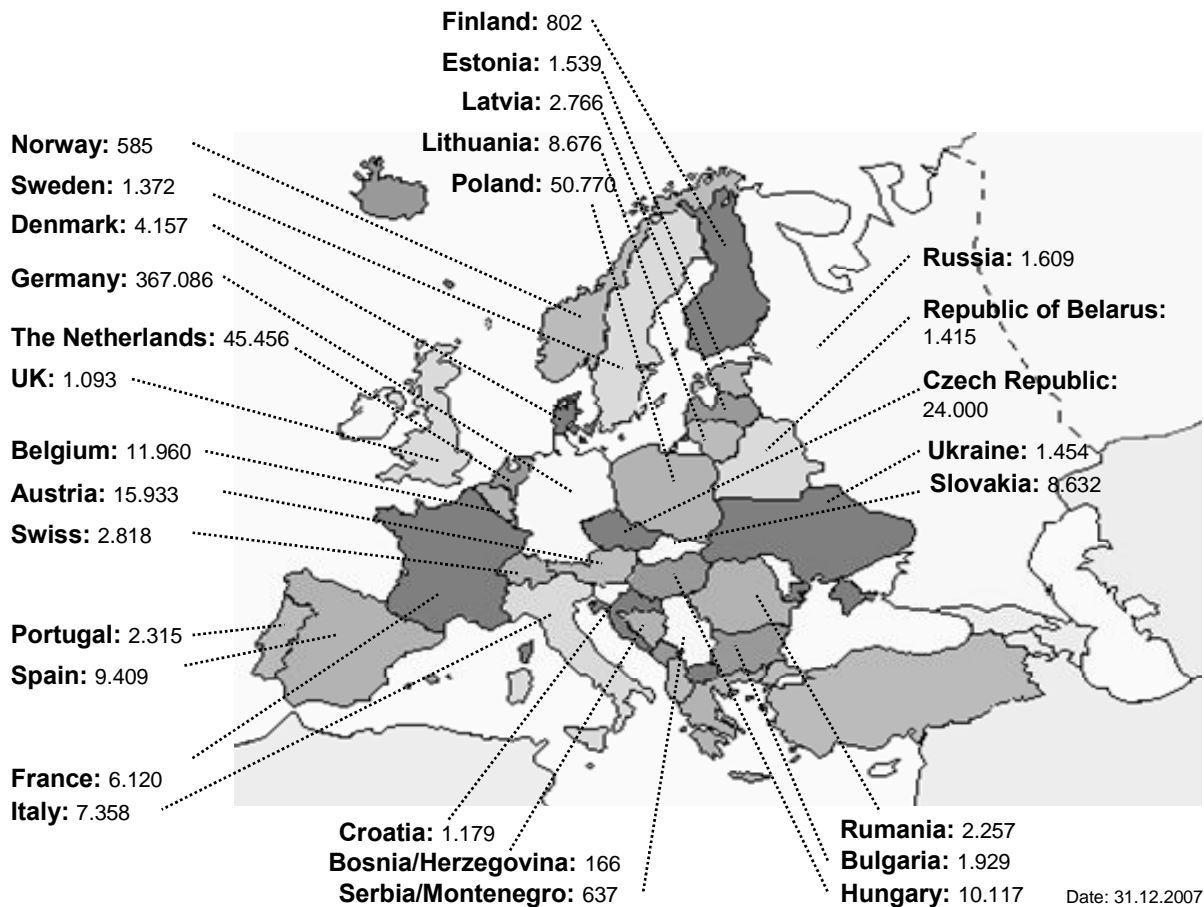 Finland: 802
Estonia: 1.539
Latvia: 2.766
Lithuania: 8.676
Poland: 50.770
Norway: 585
Sweden: 1.372
Denmark: 4.157
Germany: 367.086
The Netherlands: 45.456
UK: 1.093
Belgium: 11.960
Austria: 15.933
Swiss: 2.818
Portugal: 2.315
Spain: 9.409
France: 6.120
Italy: 7.358
Russia: 1.609
Republic of Belarus:
1.415
Czech Republic:
24.000
Ukraine: 1.454
Slovakia: 8.632
Croatia: 1.179
Bosnia/Herzegovina: 166
Serbia/Montenegro: 637
Rumania: 2.257
Bulgaria: 1.929
Hungary: 10.117
Date: 31.12.2007